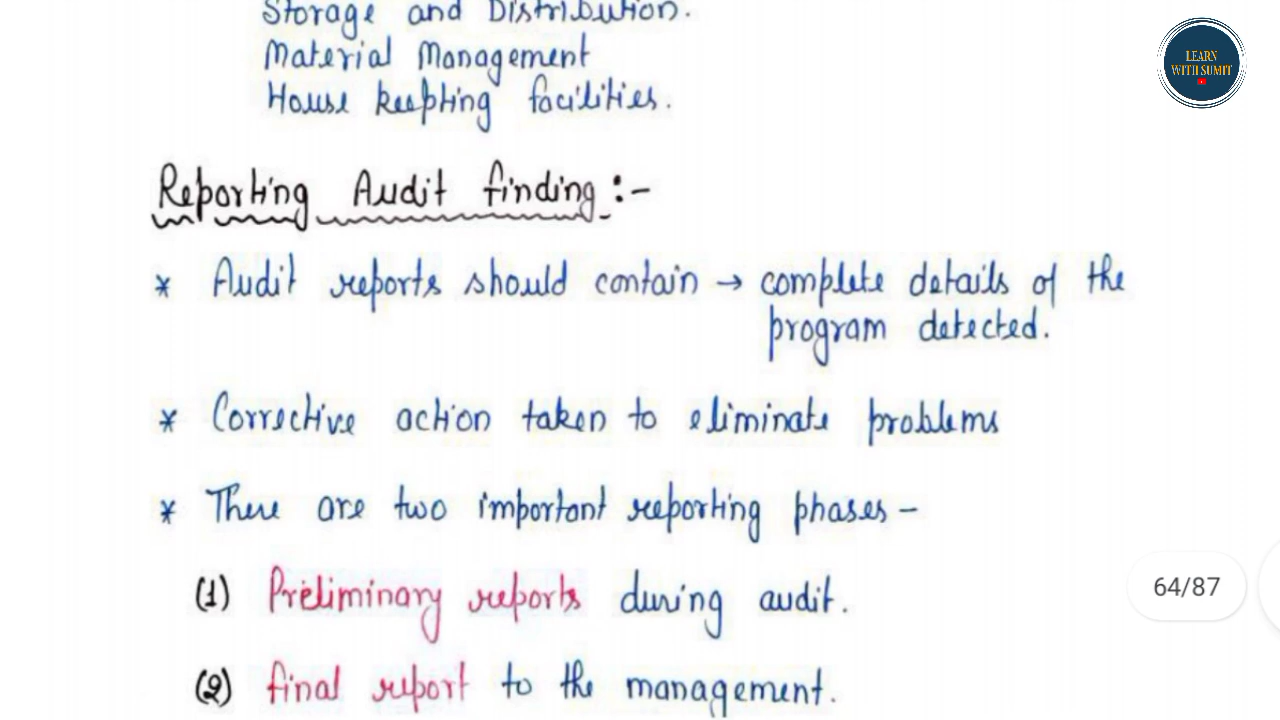 Storage and Distribution.
Material Management
House keepting facilities.
LEARN
WITH SUMIT
Reporting Audit finding :-
* Audit reports should contain → complete details of the
program detected.
* Corrective action taken to eliminate problems
* There are two important reporting phases -
(1) Preliminary reports during audit.
64/87
(2) final report to the management.